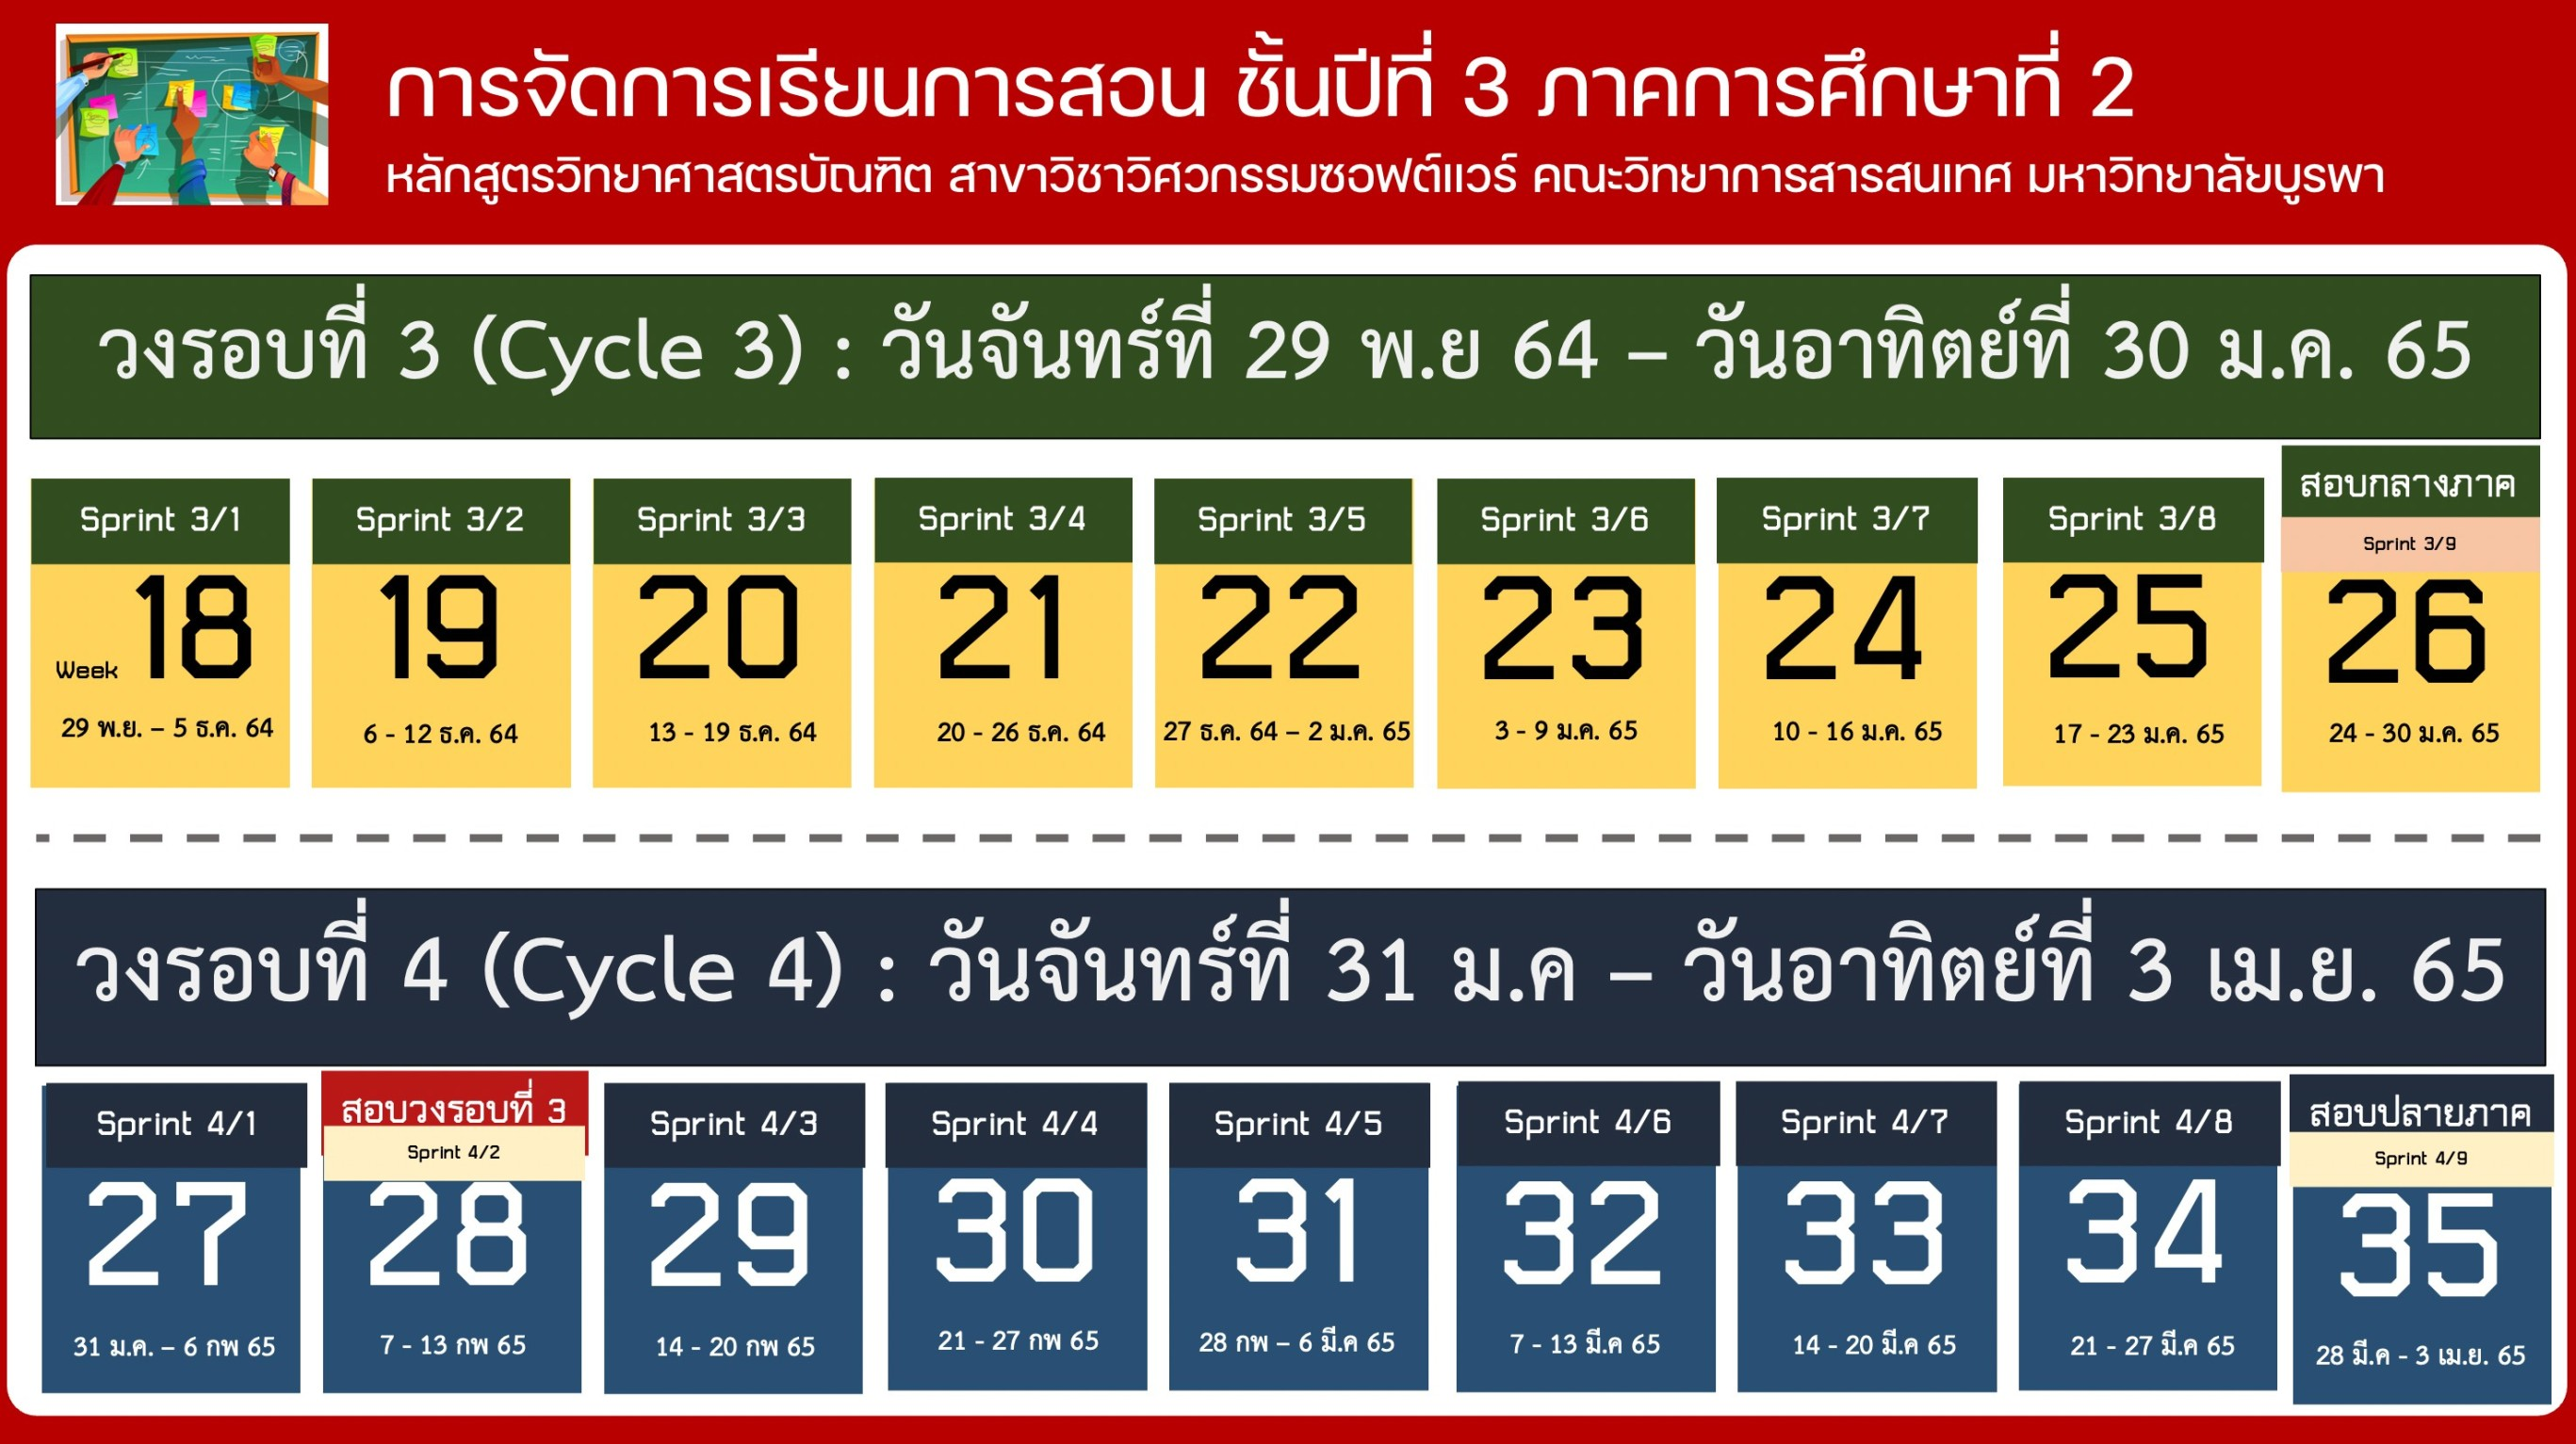 การจัดการเรียนการสอน ชั้นปีที่ 3 ภาคการศึกษาที่ 2
หลักสูตรวิทยาศาสตรบัณฑิต สาขาวิชาวิศวกรรมซอฟต์แวร์ คณะวิทยาการสารสนเทศ มหาวิทยาลัยบูรพา
วงรอบที่ 3 (Cycle 3) : วันจันทร์ที่ 29 พ.ย 64 – วันอาทิตย์ที่ 30 ม.ค. 65
Sprint 3/1
Week 18
29 พ.ย. – 5 ธ.ค. 64
Sprint 3/2
19
6 - 12 ธ.ค. 64
Sprint 3/3
20
13 - 19 ธ.ค. 64
Sprint 3/4
21
20 - 26 ธ.ค. 64
Sprint 3/5
22
27 ธ.ค. 64 – 2 ม.ค. 65
Sprint 3/6
23
3 - 9 ม.ค. 65
Sprint 3/7
24
10 - 16 ม.ค. 65
Sprint 3/8
25
17 - 23 ม.ค. 65
สอบกลางภาค
Sprint 3/9
26
24 - 30 ม.ค. 65
วงรอบที่ 4 (Cycle 4) : วันจันทร์ที่ 31 ม.ค – วันอาทิตย์ที่ 3 เม.ย. 65
Sprint 4/1
27
31 ม.ค. – 6 กพ 65
สอบวงรอบที่ 3
Sprint 4/2
28
7 - 13 กพ 65
Sprint 4/3
29
14 - 20 กพ 65
Sprint 4/4
30
21 - 27 กพ 65
Sprint 4/5
31
28 กพ – 6 มี.ค 65
Sprint 4/6
32
7 - 13 มี.ค 65
Sprint 4/7
33
14 - 20 มี.ค 65
Sprint 4/8
34
21 - 27 มี.ค 65
สอบปลายภาค
Sprint 4/9
35
28 มี.ค - 3 เม.ย. 65